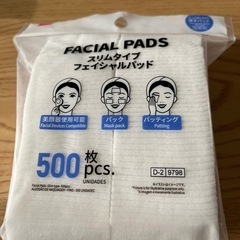 FACIAL PADS
スリムタイプ
フェイシャルパッド
美顔器使用可能
Facial Devices Compatible
パック
Mask pack
パッティング
Patting
500枚
pcs.
UNIDADES
D-2 9798